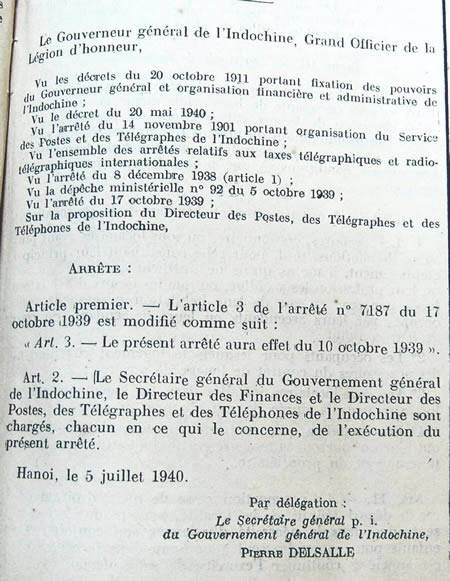 Le Gouverneur général de l'Indochine, Grand Officier de la
Légion d'honneur,
Vu les décrets du 20 octobre 1911 portant fixation des pouvoirs
du Gouverneur général et organisation financière et administrative de
l'Indochine ;
Vu le décret du 20 mai 1940 ;
Vu l'arrêté du 14 novembre 1901 portant organisation du Service
des Postes et des Télégraphes de l'Indochine ;
Vu l'ensemble des arrêtés relatifs aux taxes télégraphiques et radio-
télégraphiques internationales ;
Vu l'arrêté du 8 décembre 1938 (article 1) ;
Vu la dépêche ministérielle n° 92 du 5 octobre 1939 ;
Vu l'arrêté du 17 octobre 1939 ;
Sur la proposition du Directeur des Postes, des Télégraphes et des
Téléphones de l'Indochine,
ARRÊTE :
Article premier. — L'article 3 de l'arrêté n° 7187 du 17
octobre 1939 est modifié comme suit :
« Art. 3. — Le présent arrêté aura effet du 10 octobre 1939 ».
Art. 2. — Le Secrétaire général du Gouvernement général
de l'Indochine, le Directeur des Finances et le Directeur des
Postes, des Télégraphes et des Téléphones de l'Indochine sont
chargés, chacun en ce qui le concerne, de l'exécution du
présent arrêté.
Hanoi, le 5 juillet 1940.
Par délégation :
Le Secrétaire général p. i.
du Gouvernement général de l'Indochine,
PIERRE DELSALLE